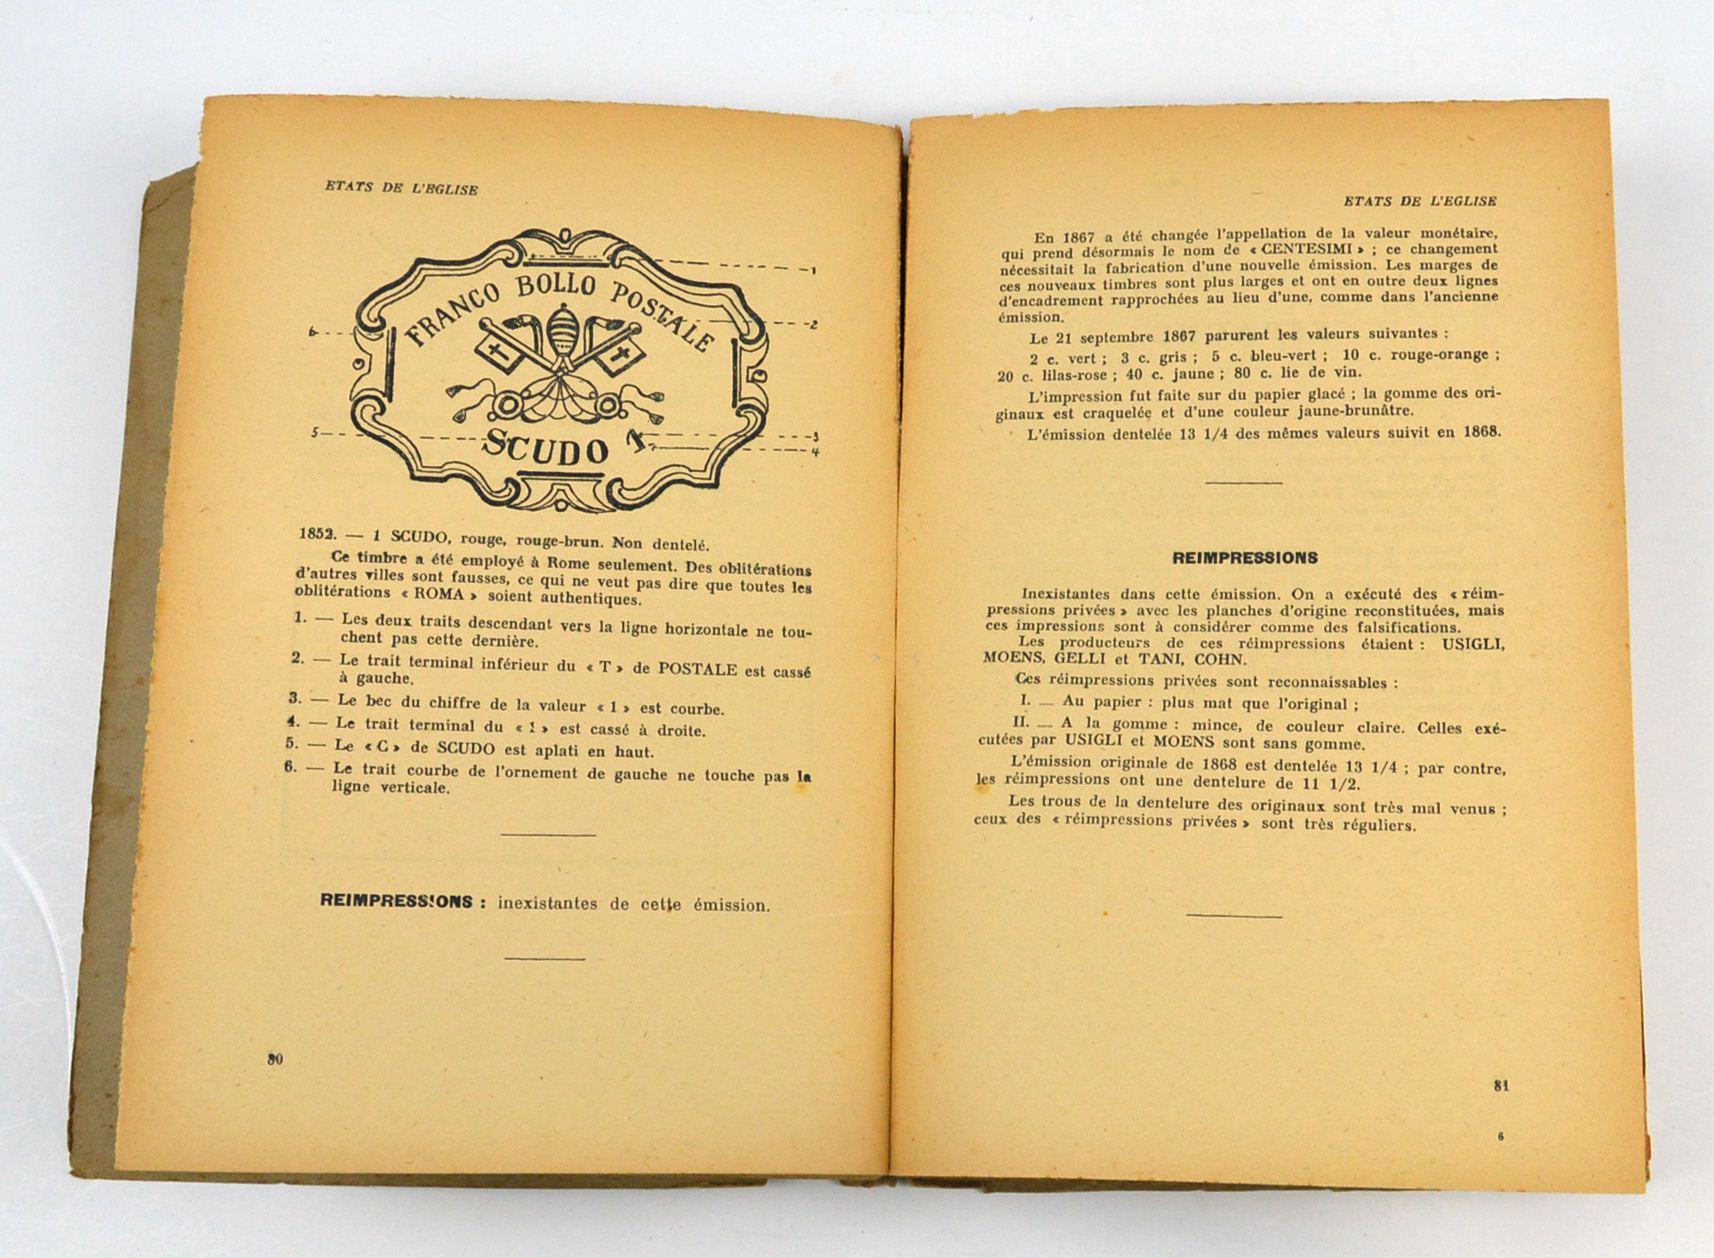 ETATS DE L'EGLISE
FRANCO BOLLO POSTALE
SCUDO 1
1
2
3
4
5
6
1852. — 1 SCUDO, rouge, rouge-brun. Non dentelé.
Ce timbre a été employé à Rome seulement. Des oblitérations
d'autres villes sont fausses, ce qui ne veut pas dire que toutes les
oblitérations « ROMA » soient authentiques.
1. — Les deux traits descendant vers la ligne horizontale ne tou-
chent pas cette dernière.
2. — Le trait terminal inférieur du « T » de POSTALE est cassé
à gauche.
3. — Le bec du chiffre de la valeur « 1 » est courbe.
4. — Le trait terminal du « 1 » est cassé à droite.
5. — Le « C » de SCUDO est aplati en haut.
6. — Le trait courbe de l'ornement de gauche ne touche pas la
ligne verticale.
REIMPRESSIONS : inexistantes de cette émission.
80
ETATS DE L'EGLISE
En 1867 a été changée l'appellation de la valeur monétaire,
qui prend désormais le nom de « CENTESIMI » ; ce changement
nécessitait la fabrication d'une nouvelle émission. Les marges de
ces nouveaux timbres sont plus larges et ont en outre deux lignes
d'encadrement rapprochées au lieu d'une, comme dans l'ancienne
émission.
Le 21 septembre 1867 parurent les valeurs suivantes :
2 c. vert ; 3 c. gris ; 5 c. bleu-vert ; 10 c. rouge-orange ;
20 c. lilas-rose ; 40 c. jaune ; 80 c. lie de vin.
L'impression fut faite sur du papier glacé ; la gomme des ori-
ginaux est craquelée et d'une couleur jaune-brunâtre.
L'émission dentelée 13 1/4 des mêmes valeurs suivit en 1868.
REIMPRESSIONS
Inexistantes dans cette émission. On a exécuté des « réim-
pressions privées » avec les planches d'origine reconstituées, mais
ces impressions sont à considérer comme des falsifications.
Les producteurs de ces réimpressions étaient : USIGLI,
MOENS, GELLI et TANI, COHN.
Ces réimpressions privées sont reconnaissables :
I. — Au papier : plus mat que l'original ;
II. — A la gomme : mince, de couleur claire. Celles exé-
cutées par USIGLI et MOENS sont sans gomme.
L'émission originale de 1868 est dentelée 13 1/4 ; par contre,
les réimpressions ont une dentelure de 11 1/2.
Les trous de la dentelure des originaux sont très mal venus ;
ceux des « réimpressions privées » sont très réguliers.
81
6